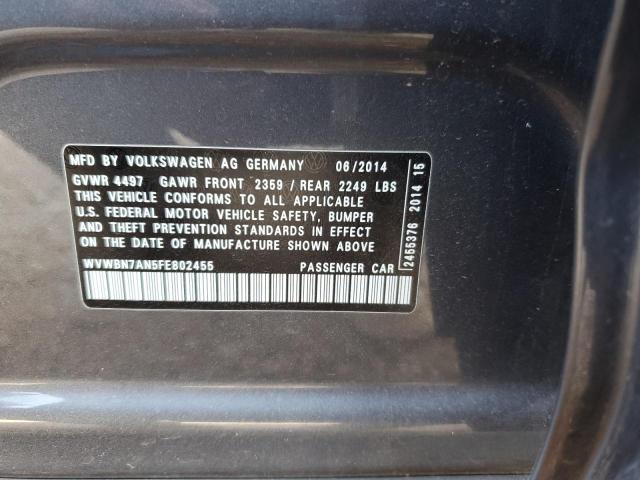 MFD BY VOLKSWAGEN AG GERMANY 06/2014
GVWR 4497 GAWR FRONT 2359 / REAR 2249 LBS
THIS VEHICLE CONFORMS TO ALL APPLICABLE
U.S. FEDERAL MOTOR VEHICLE SAFETY, BUMPER
AND THEFT PREVENTION STANDARDS IN EFFECT
ON THE DATE OF MANUFACTURE SHOWN ABOVE
WVWBN7AN5FE802455 PASSENGER CAR
2455376 2014 15